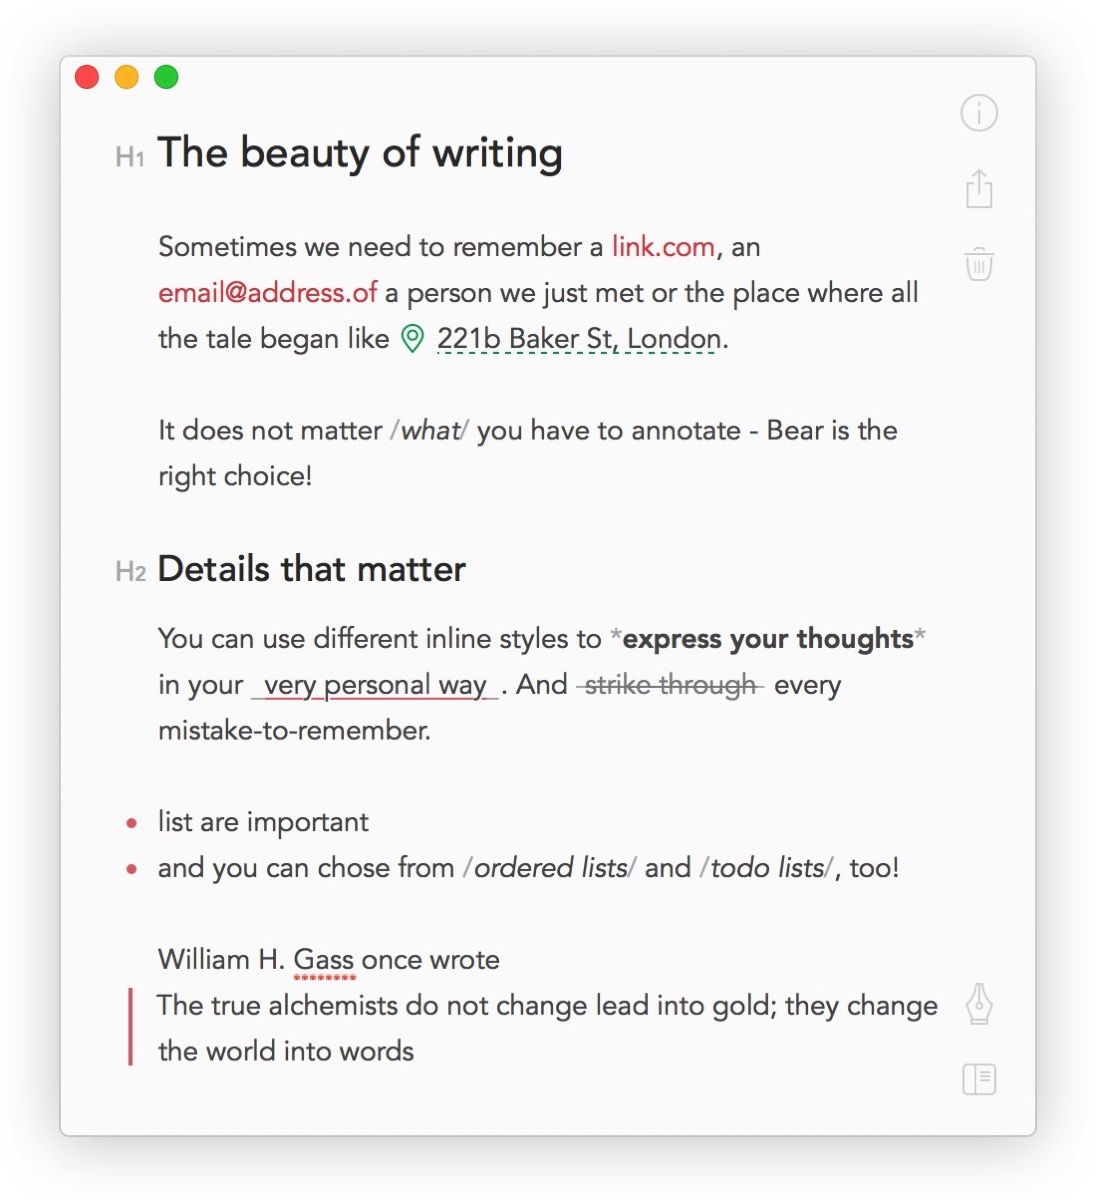 H1 The beauty of writing
Sometimes we need to remember a link.com, an
email@address.of a person we just met or the place where all
the tale began like 221b Baker St, London.
It does not matter /what/ you have to annotate - Bear is the
right choice!
H2 Details that matter
You can use different inline styles to *express your thoughts*
in your _very personal way_. And -strike through- every
mistake-to-remember.
• list are important
• and you can chose from /ordered lists/ and /todo lists/, too!
William H. Gass once wrote
The true alchemists do not change lead into gold; they change
the world into words